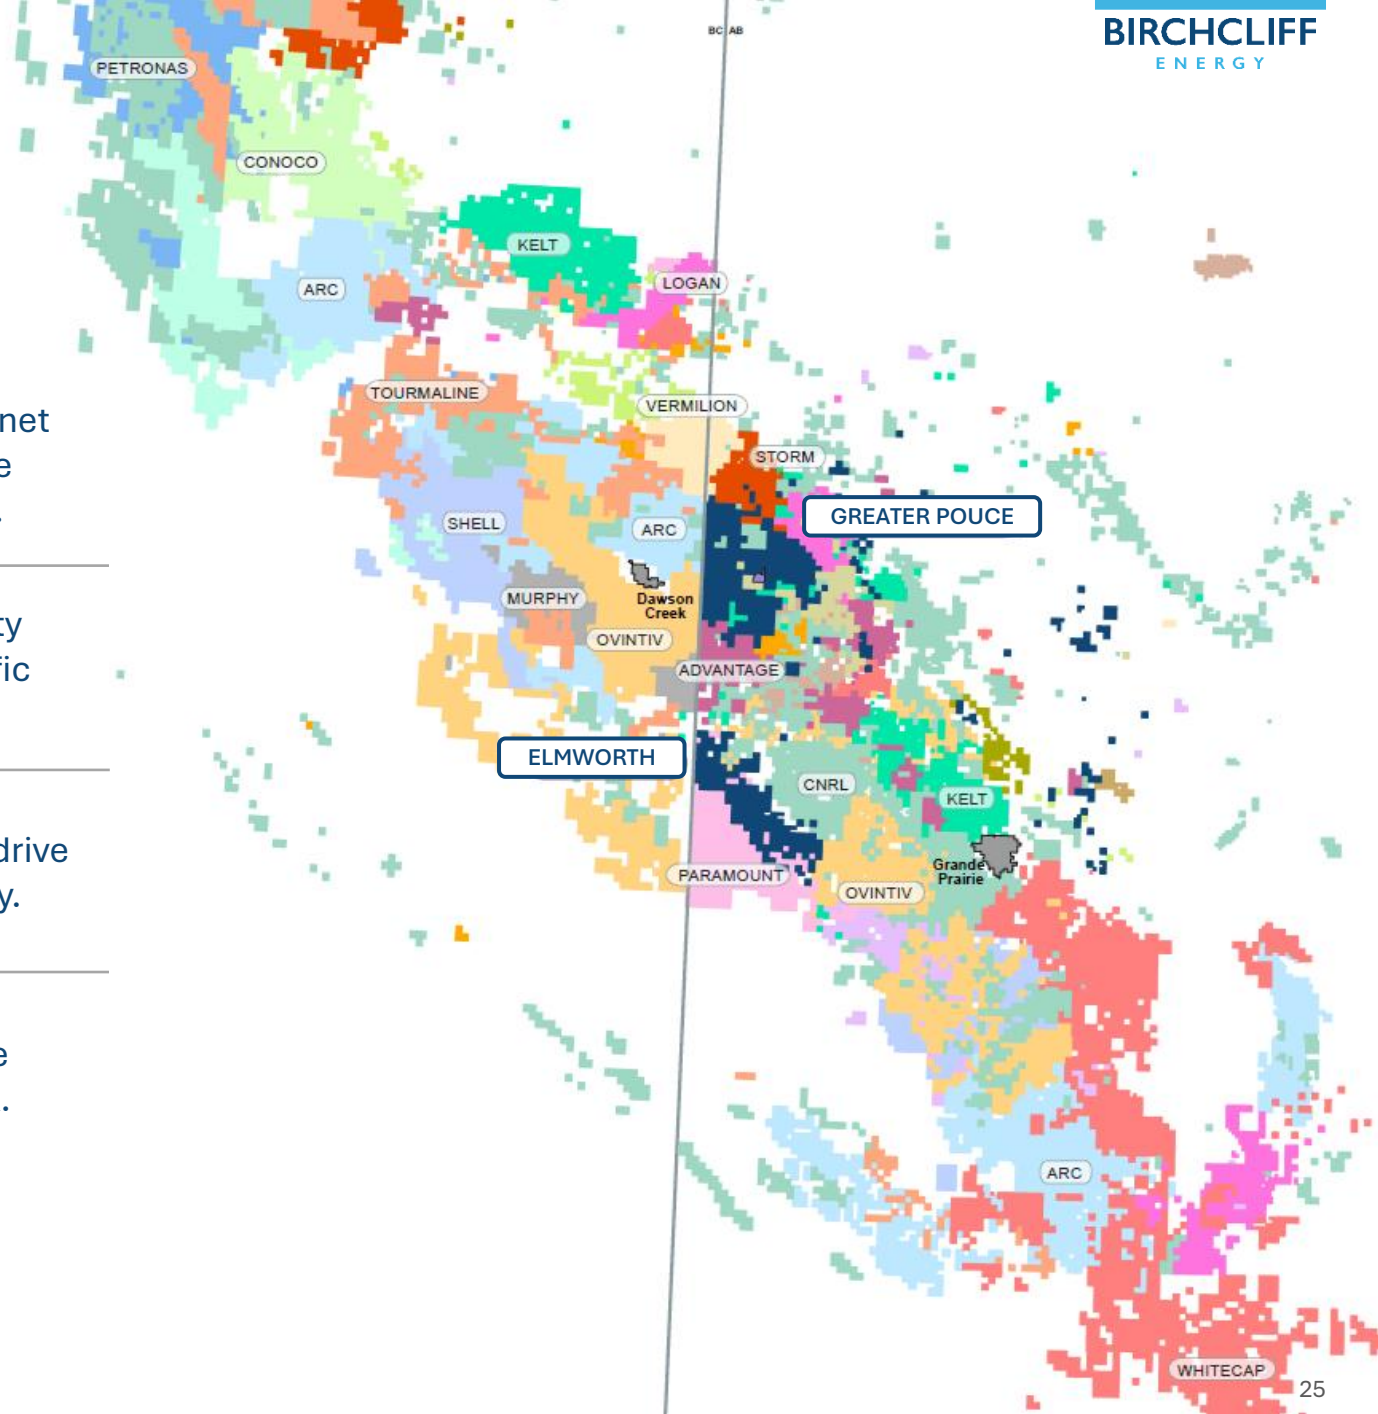 BC AB
BIRCHCLIFF
ENERGY
PETRONAS
CONOCO
KELT
LOGAN
ARC
TOURMALINE
VERMILION
net
e
.
STORM
GREATER POUCE
SHELL
ARC
MURPHY
Dawson
Creek
OVINTIV
ty
fic
ADVANTAGE
ELMWORTH
CNRL
KELT
drive
y.
PARAMOUNT
Grande
Prairie
OVINTIV
e
.
ARC
WHITECAP
25